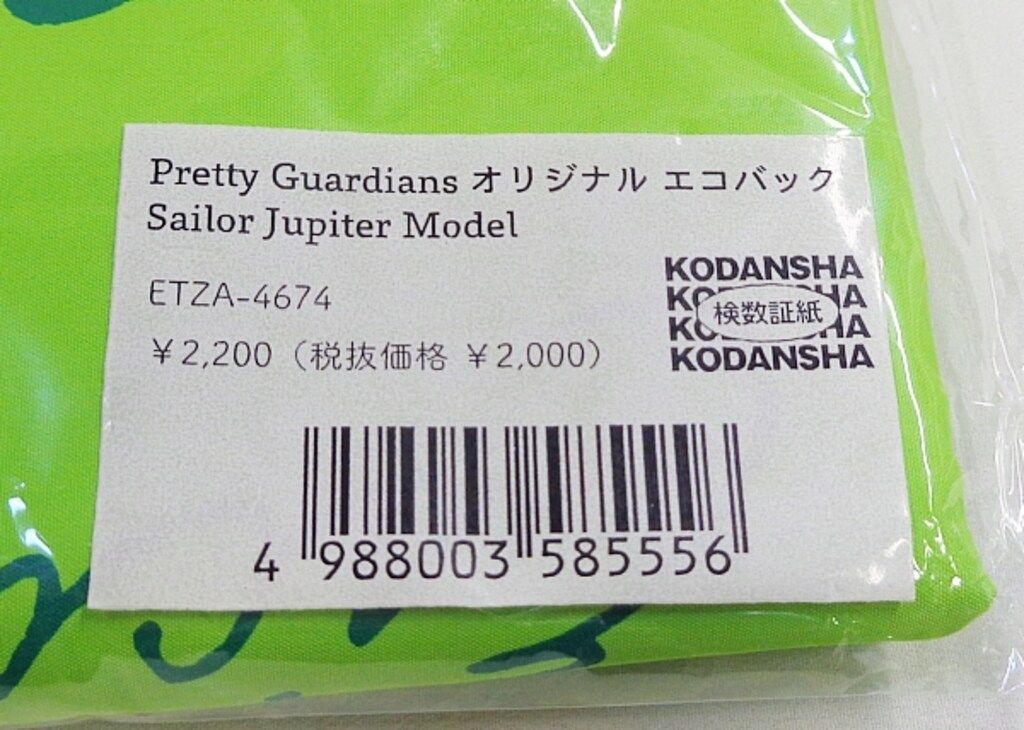 Pretty Guardians オリジナル エコバック
Sailor Jupiter Model
ETZA-4674
￥2,200（税抜価格 ￥2,000）
KODANSHA
検数証紙
KODANSHA
4 988003 585556